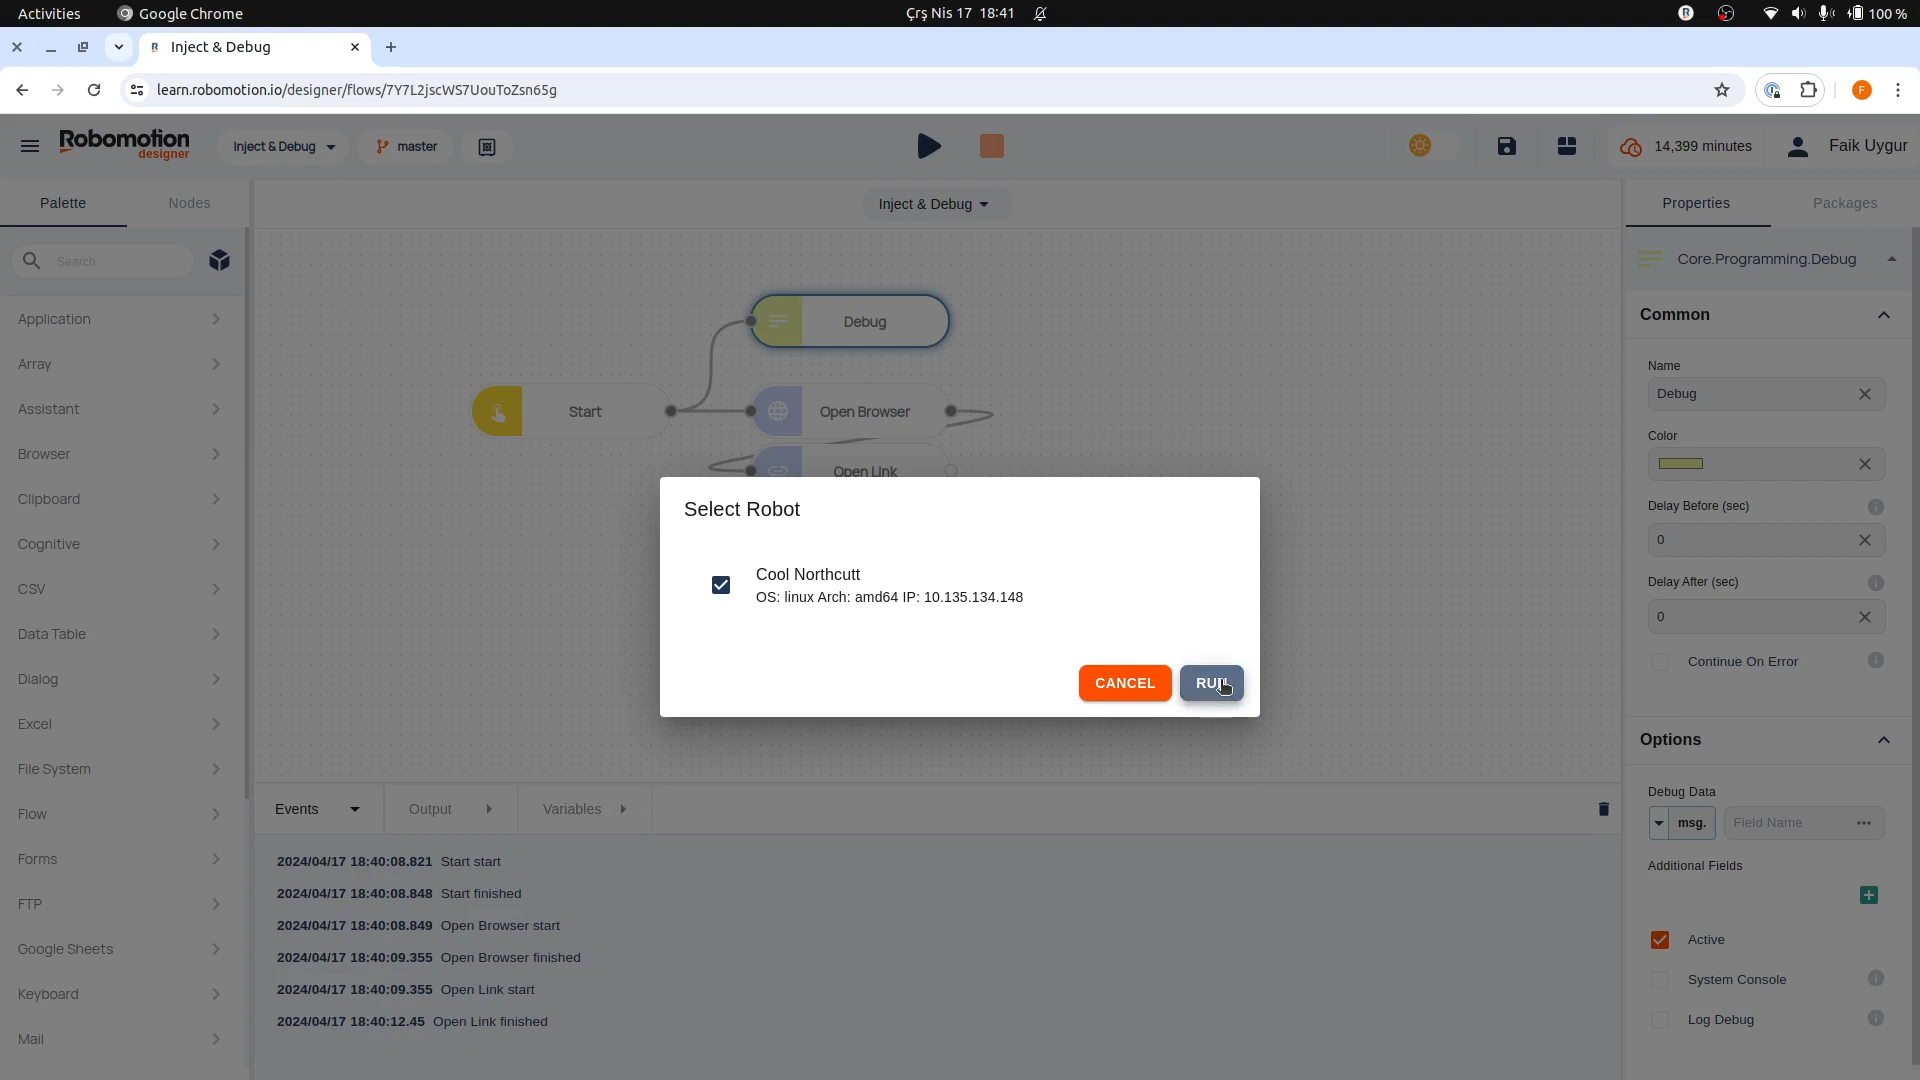 Activities
Google Chrome
Çrş Nis 17 18:41
100 %
Inject & Debug
learn.robomotion.io/designer/flows/7Y7L2jscWS7UouToZsn65g
F
Robomotion
designer
Inject & Debug
master
14,399 minutes
Faik Uygur
Palette
Nodes
Inject & Debug
Properties
Packages
Search
Core.Programming.Debug
Application
Array
Assistant
Browser
Clipboard
Cognitive
CSV
Data Table
Dialog
Excel
File System
Flow
Forms
FTP
Google Sheets
Keyboard
Mail
Debug
Start
Open Browser
Open Link
Select Robot
Cool Northcutt
OS: linux Arch: amd64 IP: 10.135.134.148
CANCEL
Events
Output
Variables
2024/04/17 18:40:08.821 Start start
2024/04/17 18:40:08.848 Start finished
2024/04/17 18:40:08.849 Open Browser start
2024/04/17 18:40:09.355 Open Browser finished
2024/04/17 18:40:09.355 Open Link start
2024/04/17 18:40:12.45 Open Link finished
Common
Name
Debug
Color
Delay Before (sec)
0
Delay After (sec)
0
Continue On Error
Options
Debug Data
msg.
Field Name
Additional Fields
Active
System Console
Log Debug